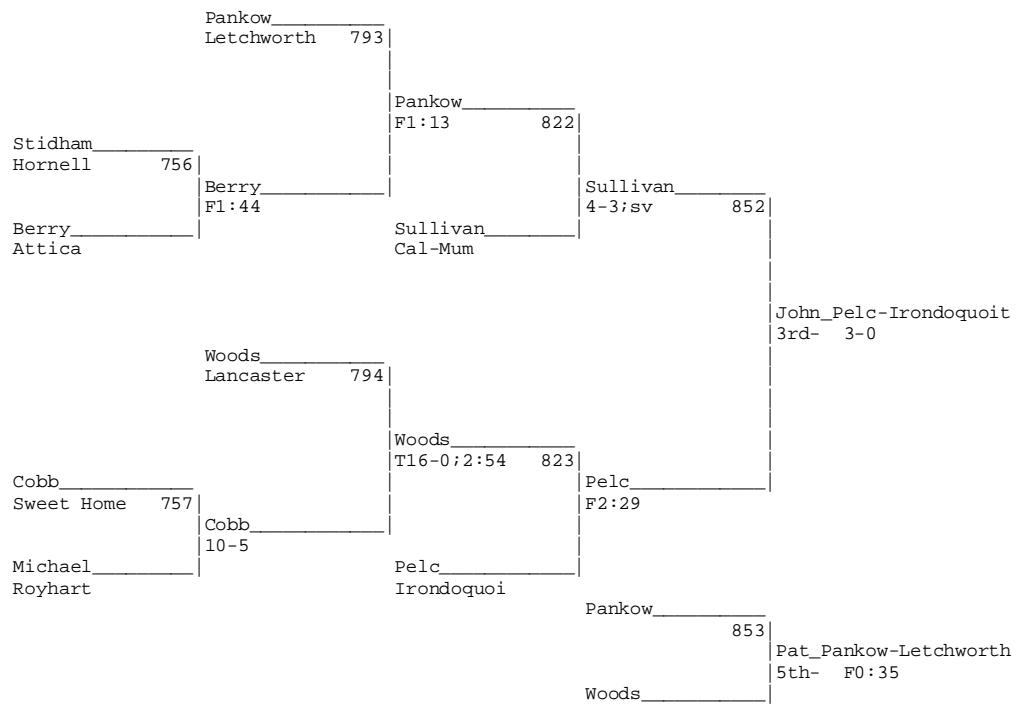 Pankow
Letchworth 793
Pankow
F1:13 822
Stidham
Hornell 756
Berry Sullivan
F1:44 4-3;sv 852
Berry Sullivan
Attica Cal-Mum
John_Pelc-Irondoquoit
3rd- 3-0
Woods
Lancaster 794
Woods
T16-0;2:54 823
Cobb Pelc
Sweet Home 757 F2:29
Cobb
10-5
Michael Pelc
Royhart Irondoquoi
Pankow
853
Pat_Pankow-Letchworth
5th- F0:35
Woods